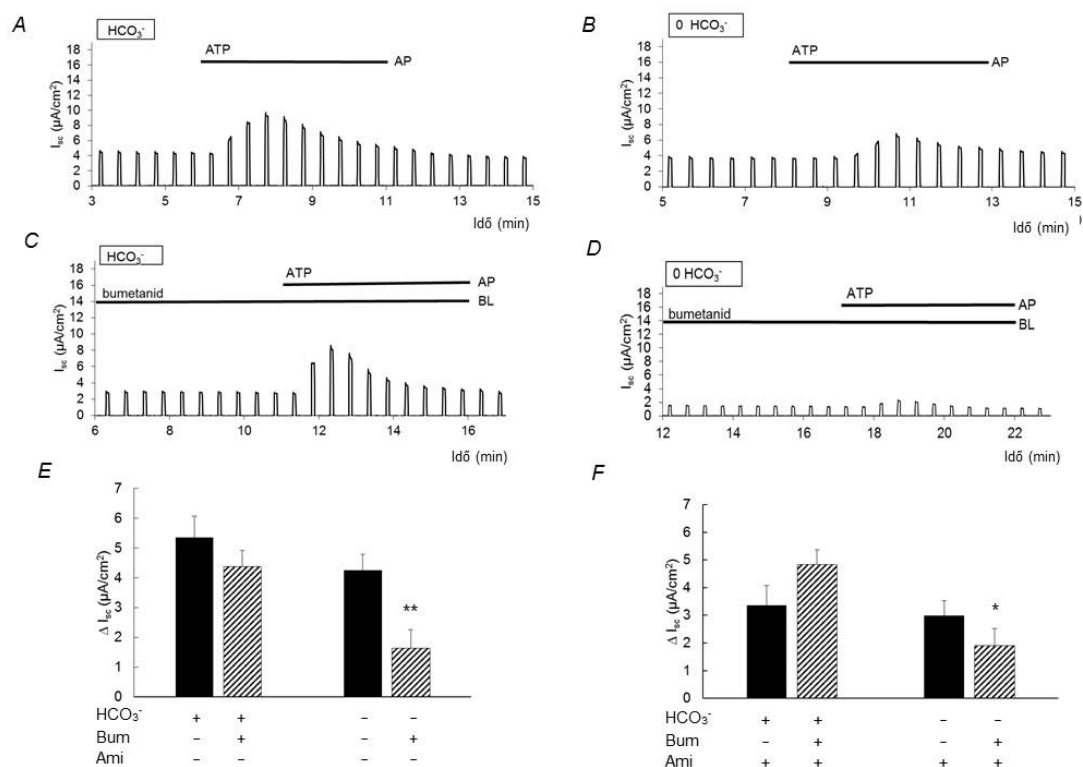 A
HCO₃⁻
ATP
AP
18
16
14
12
10
8
6
4
2
0
Isc (µA/cm²)
3 5 7 9 11 13 15
Idő (min)
B
0 HCO₃⁻
ATP
AP
18
16
14
12
10
8
6
4
2
0
Isc (µA/cm²)
5 7 9 11 13 15
Idő (min)
C
HCO₃⁻
ATP
AP
bumetanid
BL
18
16
14
12
10
8
6
4
2
0
Isc (µA/cm²)
6 8 10 12 14 16
Idő (min)
D
0 HCO₃⁻
ATP
AP
bumetanid
BL
18
16
14
12
10
8
6
4
2
0
Isc (µA/cm²)
12 14 16 18 20 22
Idő (min)
E
7
6
5
4
3
2
1
0
Δ Isc (µA/cm²)
**
HCO₃⁻ + + – –
Bum – + – +
Ami – – – –
F
7
6
5
4
3
2
1
0
Δ Isc (µA/cm²)
*
HCO₃⁻ + + – –
Bum – + – +
Ami + + + +